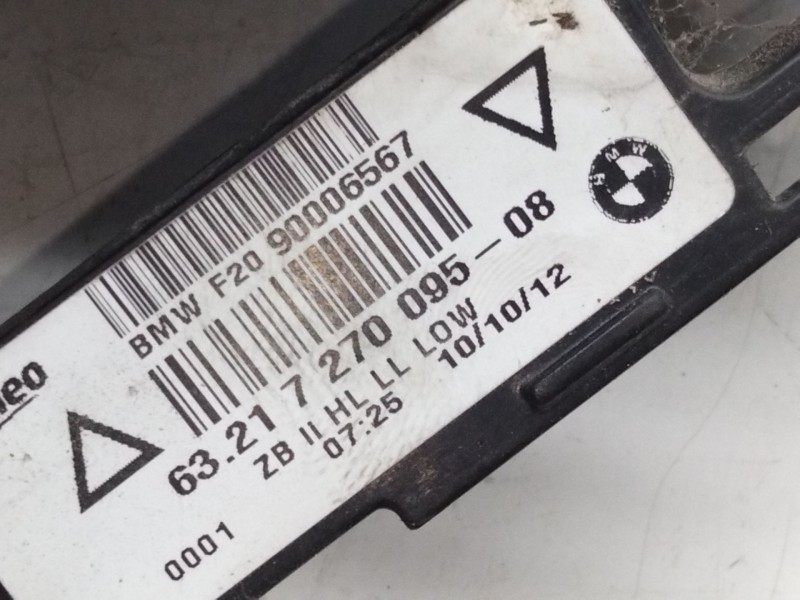 BMW F20 90006567
63.21 7 270 095-08
ZB II HL LL LOW
07:25 10/10/12
0001
BMW